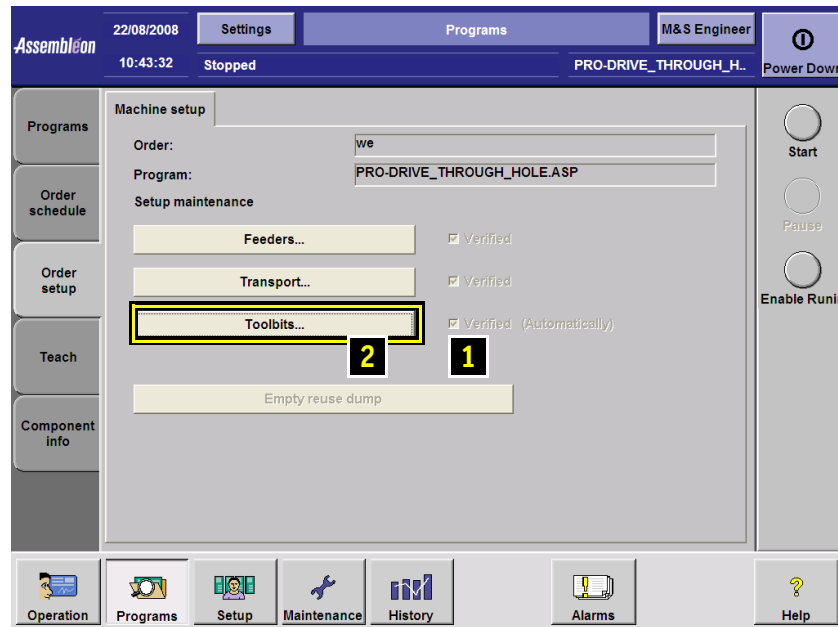 Assembléon
22/08/2008
10:43:32
Settings
Programs
M&S Engineer
Stopped
PRO-DRIVE_THROUGH_H..
Power Down
Programs
Order
schedule
Order
setup
Teach
Component
info
Machine setup
Order:
we
Program:
PRO-DRIVE_THROUGH_HOLE.ASP
Setup maintenance
Feeders...
Verified
Transport...
Verified
Toolbits...
Verified (Automatically)
2
1
Empty reuse dump
Start
Pause
Enable Runi
Operation
Programs
Setup
Maintenance
History
Alarms
?
Help